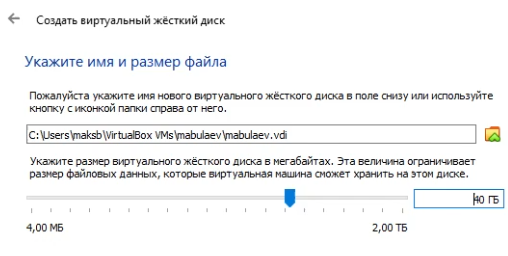 Создать виртуальный жёсткий диск
Укажите имя и размер файла
Пожалуйста укажите имя нового виртуального жёсткого диска в поле снизу или используйте
кнопку с иконкой папки справа от него.
C:\Users\maksb\VirtualBox VMs\mabulaev\mabulaev.vdi
Укажите размер виртуального жёсткого диска в мегабайтах. Эта величина ограничивает
размер файловых данных, которые виртуальная машина сможет хранить на этом диске.
40 ГБ
4,00 МБ 2,00 ТБ